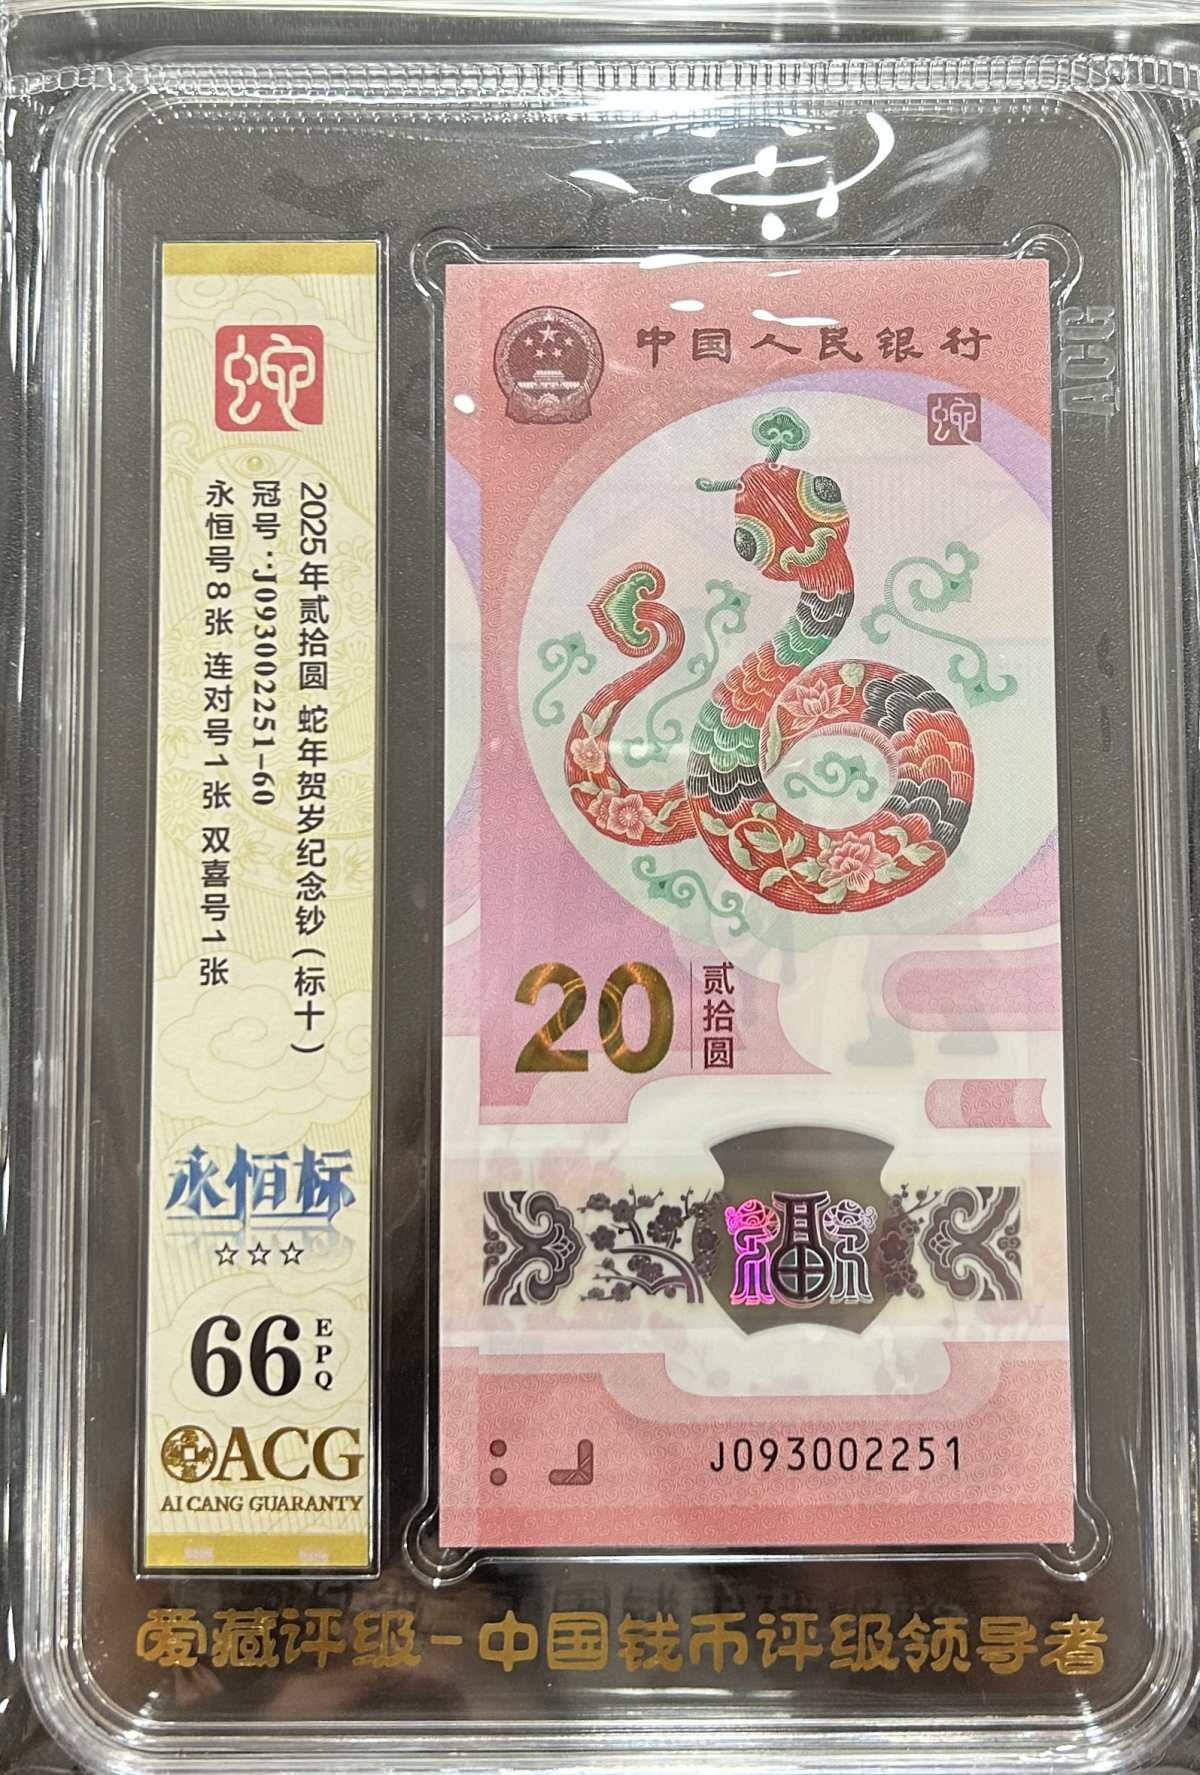 蛇
2025年贰拾圆 蛇年贺岁纪念钞（标十）
冠号：J093002251-60
永恒号8张 连对号1张 双喜号1张
永恒标
☆☆☆
66
EPQ
ACG
AI CANG GUARANTY
中国人民银行
蛇
20
贰拾圆
福
J093002251
ACG
爱藏评级-中国钱币评级领导者